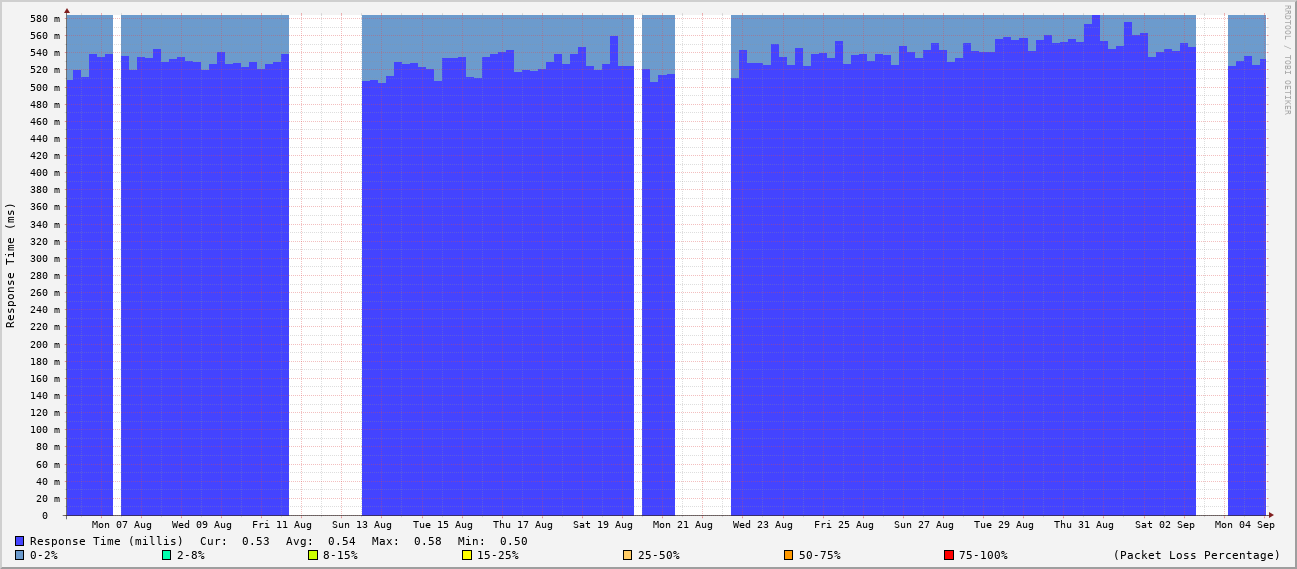 580 m
560 m
540 m
520 m
500 m
480 m
460 m
440 m
420 m
400 m
380 m
360 m
340 m
320 m
300 m
280 m
260 m
240 m
220 m
200 m
180 m
160 m
140 m
120 m
100 m
80 m
60 m
40 m
20 m
0
Response Time (ms)
RRDTOOL / TOBI OETIKER
Mon 07 Aug Wed 09 Aug Fri 11 Aug Sun 13 Aug Tue 15 Aug Thu 17 Aug Sat 19 Aug Mon 21 Aug Wed 23 Aug Fri 25 Aug Sun 27 Aug Tue 29 Aug Thu 31 Aug Sat 02 Sep Mon 04 Sep
Response Time (millis) Cur: 0.53 Avg: 0.54 Max: 0.58 Min: 0.50
0-2% 2-8% 8-15% 15-25% 25-50% 50-75% 75-100% (Packet Loss Percentage)